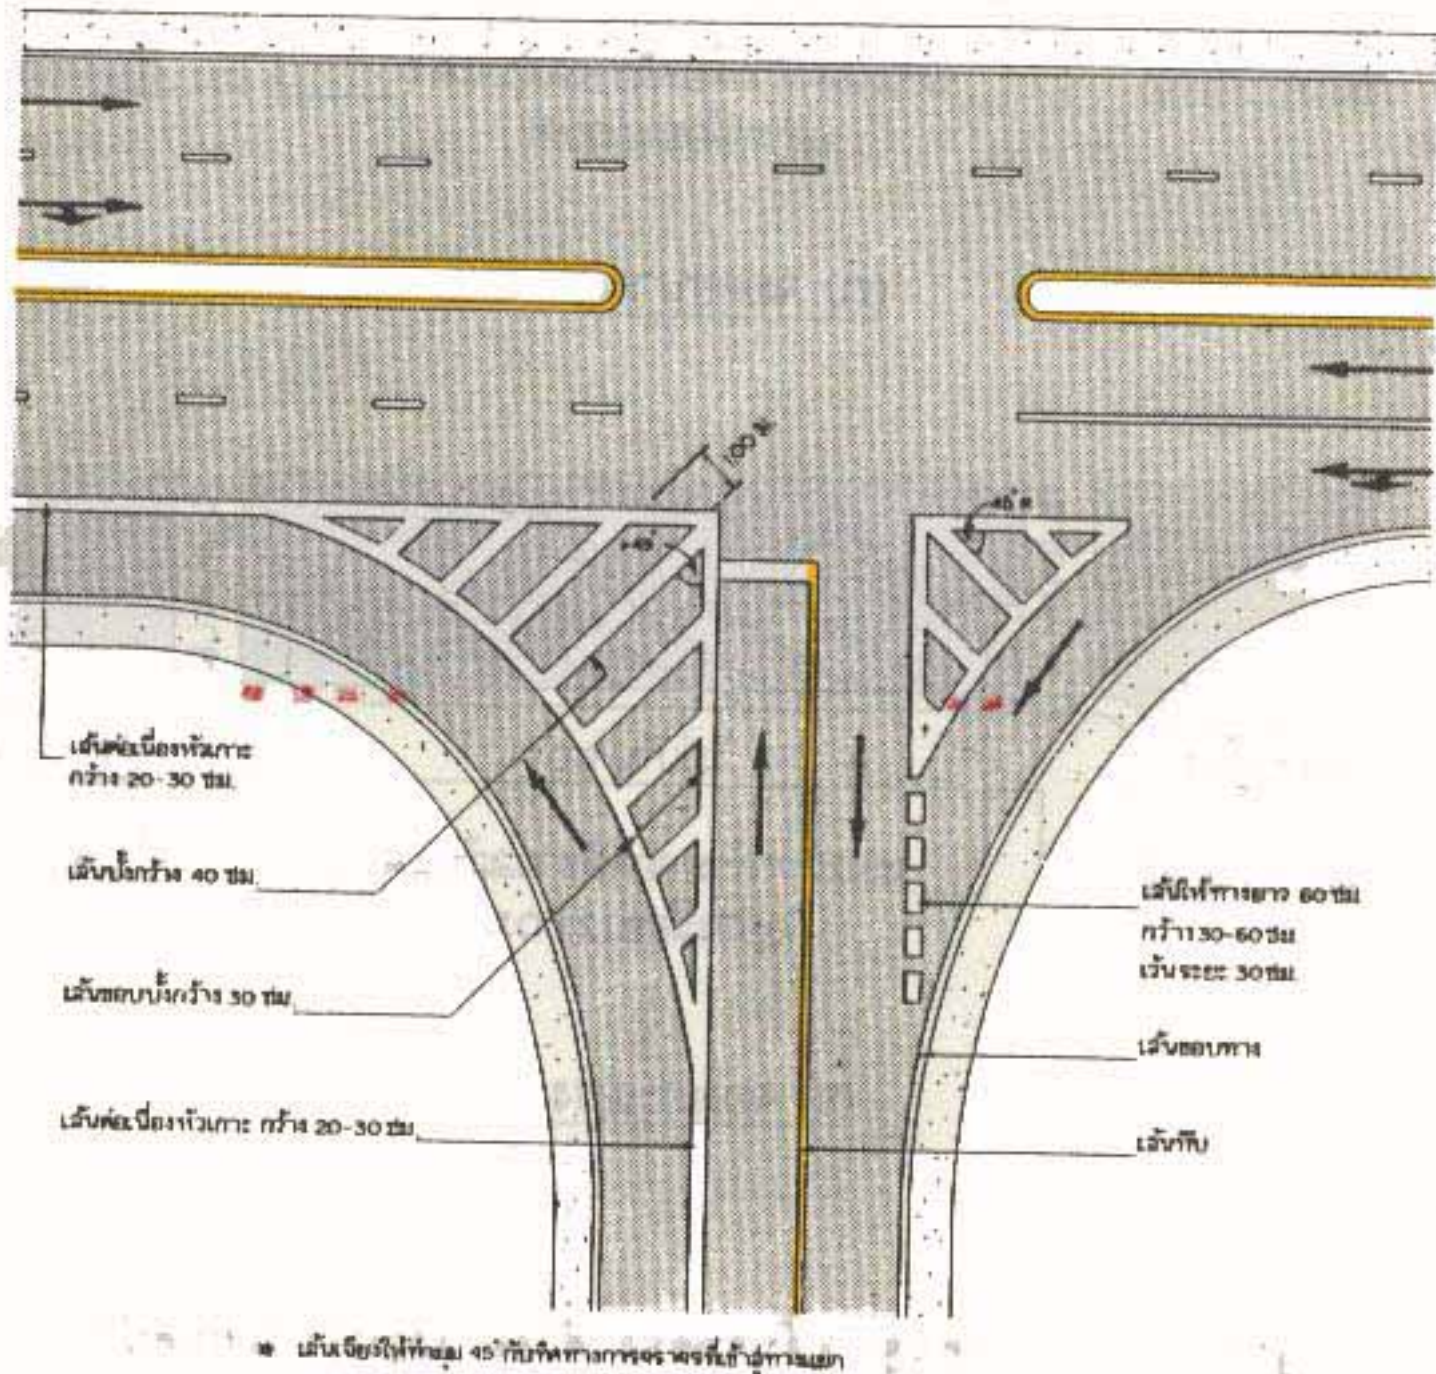 1.00 ม.
45° *
* 45°
เส้นต่อเนื่องหัวเกาะ
กว้าง 20-30 ซม.
เส้นบั้งกว้าง 40 ซม.
เส้นขอบบั้งกว้าง 30 ซม.
เส้นต่อเนื่องหัวเกาะ กว้าง 20-30 ซม.
เส้นให้ทางยาว 60 ซม.
กว้าง 30-60 ซม.
เว้นระยะ 30 ซม.
เส้นขอบทาง
เส้นทึบ
* เส้นเฉียงให้ทำมุม 45° กับทิศทางการจราจรที่เข้าสู่ทางแยก